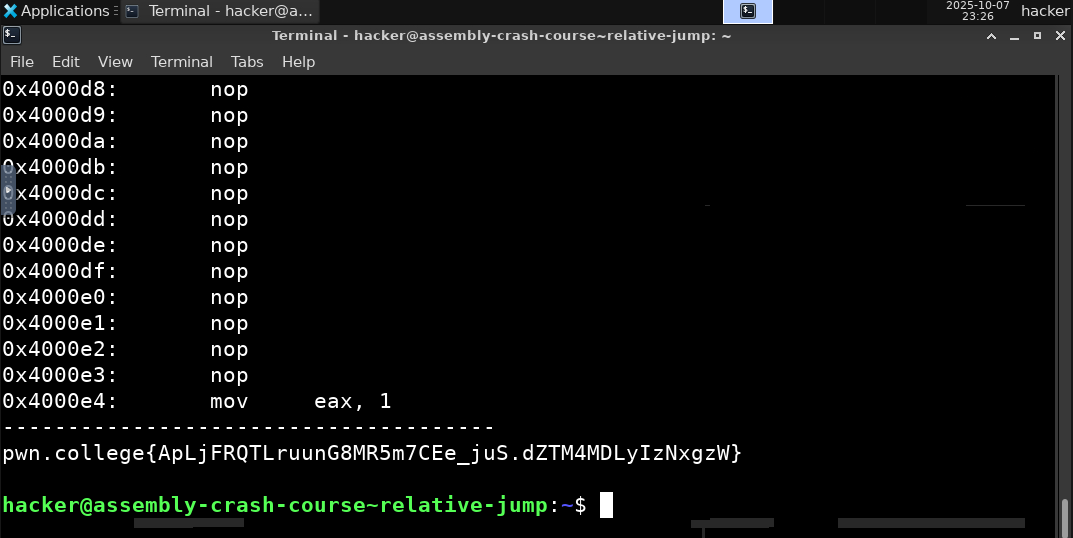 Applications Terminal - hacker@a... 2025-10-07
23:26 hacker
Terminal - hacker@assembly-crash-course~relative-jump: ~
File Edit View Terminal Tabs Help
0x4000d8: nop
0x4000d9: nop
0x4000da: nop
0x4000db: nop
0x4000dc: nop
0x4000dd: nop
0x4000de: nop
0x4000df: nop
0x4000e0: nop
0x4000e1: nop
0x4000e2: nop
0x4000e3: nop
0x4000e4: mov eax, 1
--------------------------------------
pwn.college{ApLjFRQTLruunG8MR5m7CEe_juS.dZTM4MDLyIzNxgzW}
hacker@assembly-crash-course~relative-jump:~$